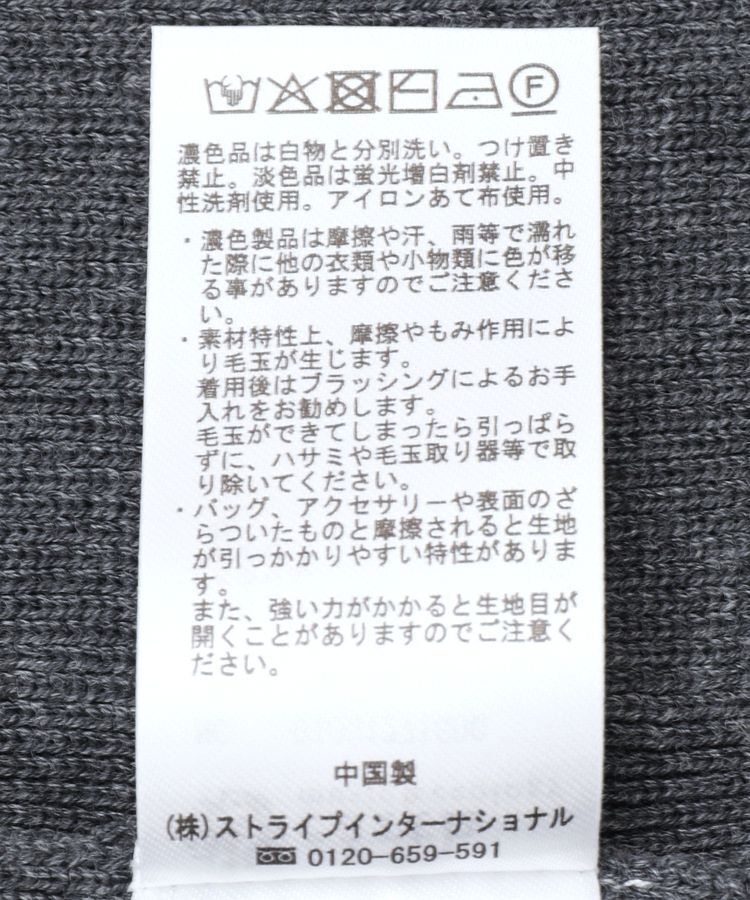 F
濃色品は白物と分別洗い。つけ置き
禁止。淡色品は蛍光増白剤禁止。中
性洗剤使用。アイロンあて布使用。
・濃色製品は摩擦や汗、雨等で濡れ
た際に他の衣類や小物類に色が移
る事がありますのでご注意くださ
い。
・素材特性上、摩擦やもみ作用によ
り毛玉が生じます。
着用後はブラッシングによるお手
入れをお勧めします。
毛玉ができてしまったら引っぱら
ずに、ハサミや毛玉取り器等で取
り除いてください。
・バッグ、アクセサリーや表面のざ
らついたものと摩擦されると生地
が引っかかりやすい特性がありま
す。
また、強い力がかかると生地目が
開くことがありますのでご注意く
ださい。
中国製
(株)ストライプインターナショナル
0120-659-591